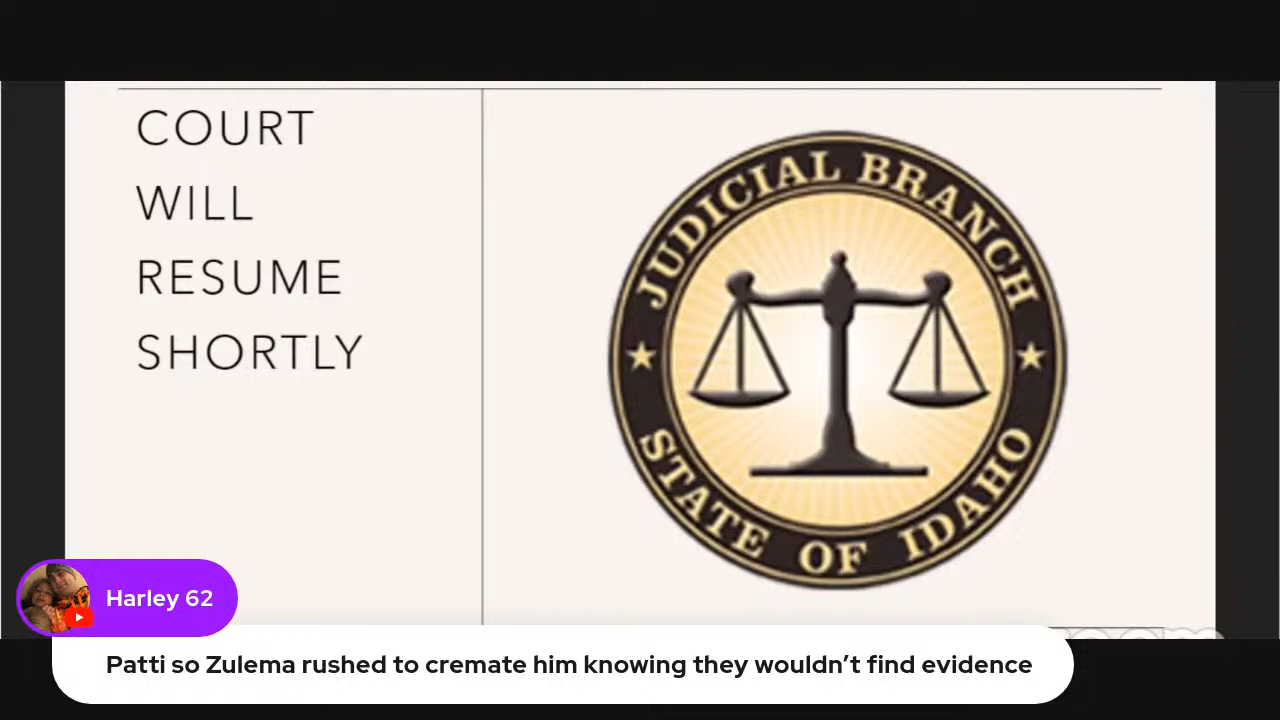 COURT
WILL
RESUME
SHORTLY
JUDICIAL BRANCH
STATE OF IDAHO
Harley 62
Patti so Zulema rushed to cremate him knowing they wouldn’t find evidence